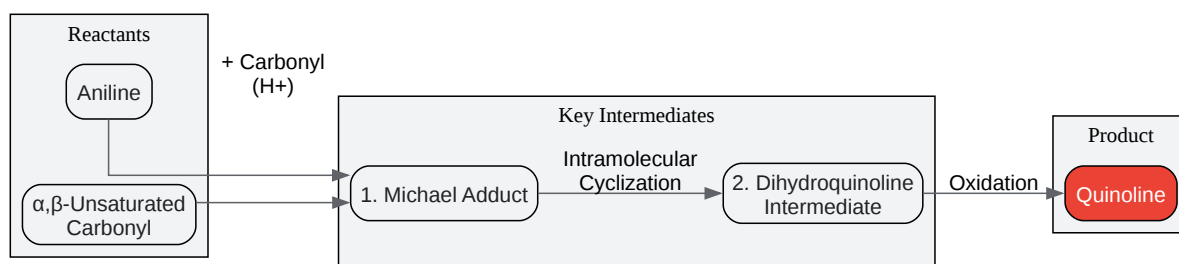 Reactants
Aniline
+ Carbonyl
(H+)
α,β-Unsaturated
Carbonyl
Key Intermediates
1. Michael Adduct
Intramolecular
Cyclization
2. Dihydroquinoline
Intermediate
Oxidation
Product
Quinoline